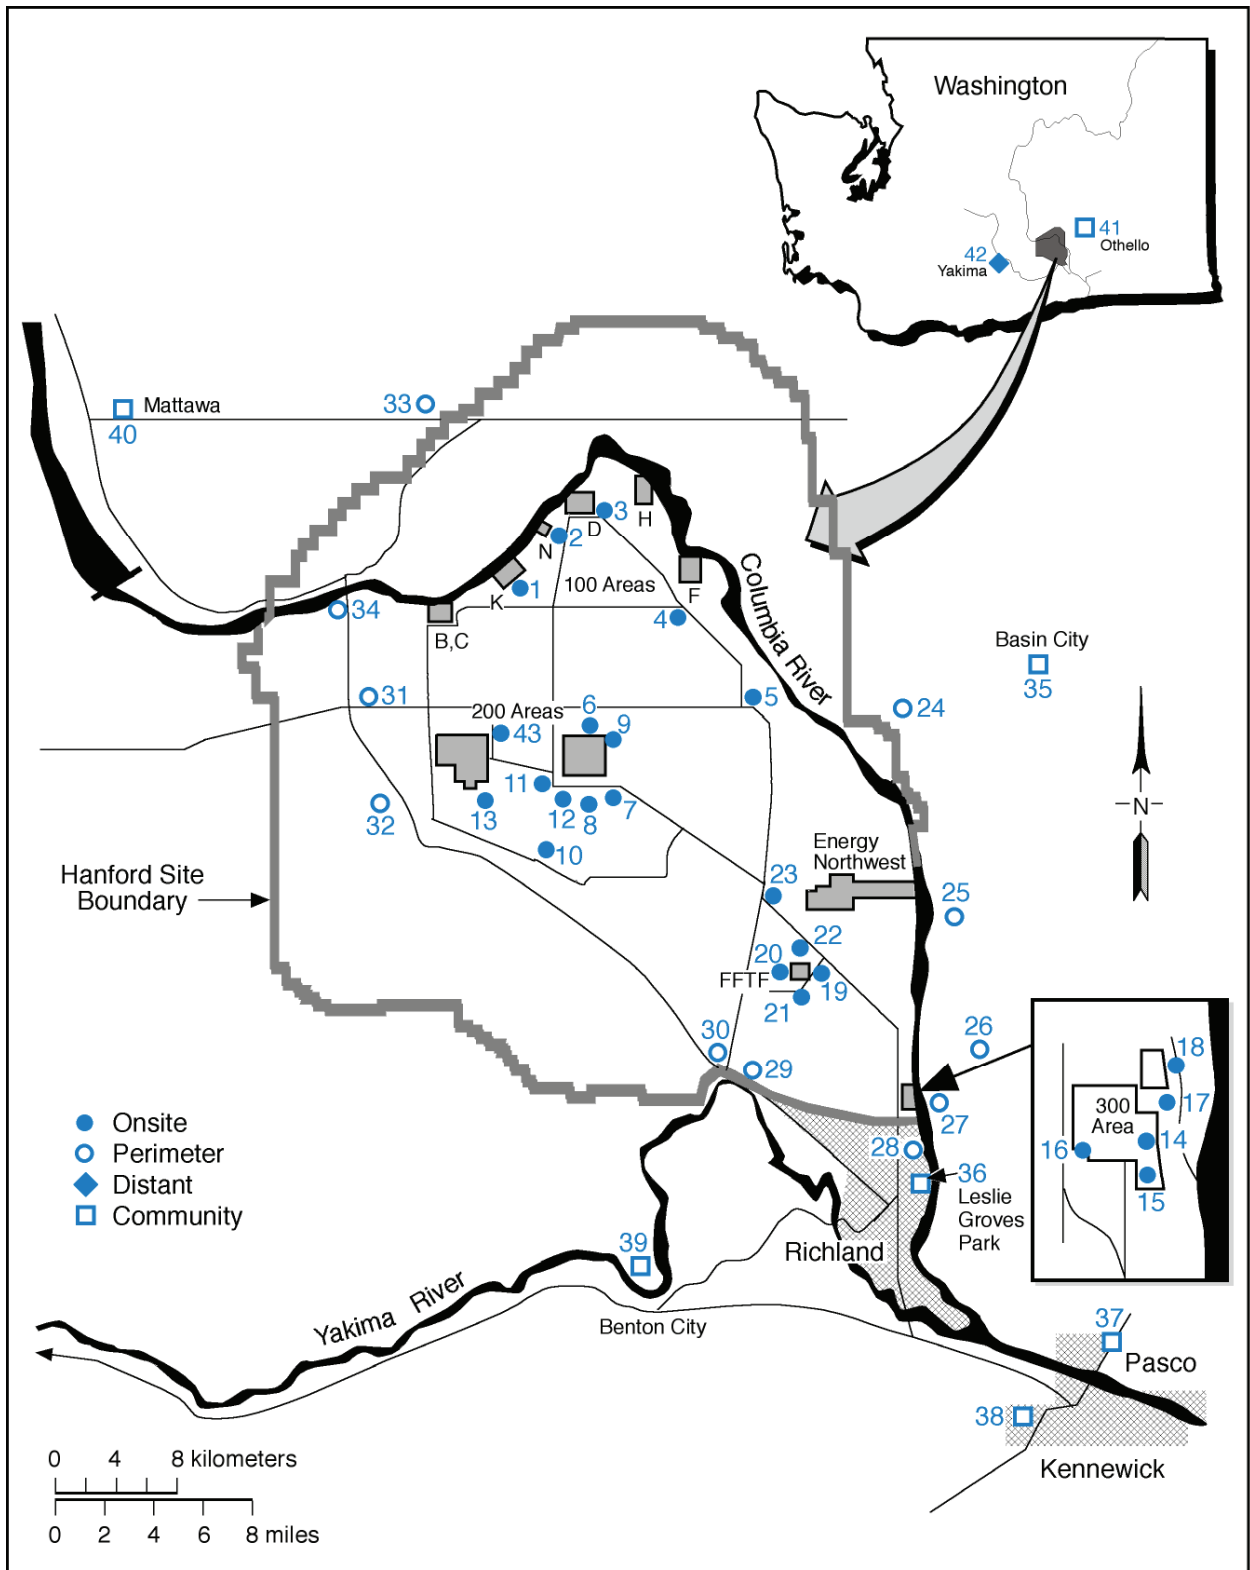 Washington
41
Othello
42
Yakima
Mattawa
40
33
3
H
D
N
2
100 Areas
F
K
1
34
4
B,C
Columbia River
Basin City
35
31
5
24
200 Areas
6
9
43
11
12
8
7
13
32
10
N
Energy
Northwest
Hanford Site
Boundary
23
25
22
20
FFTF
19
21
30
29
26
18
17
300
Area
14
16
15
27
28
36
Leslie
Groves
Park
Onsite
Perimeter
Distant
Community
39
Richland
Yakima River
Benton City
37
Pasco
38
Kennewick
0 4 8 kilometers
0 2 4 6 8 miles